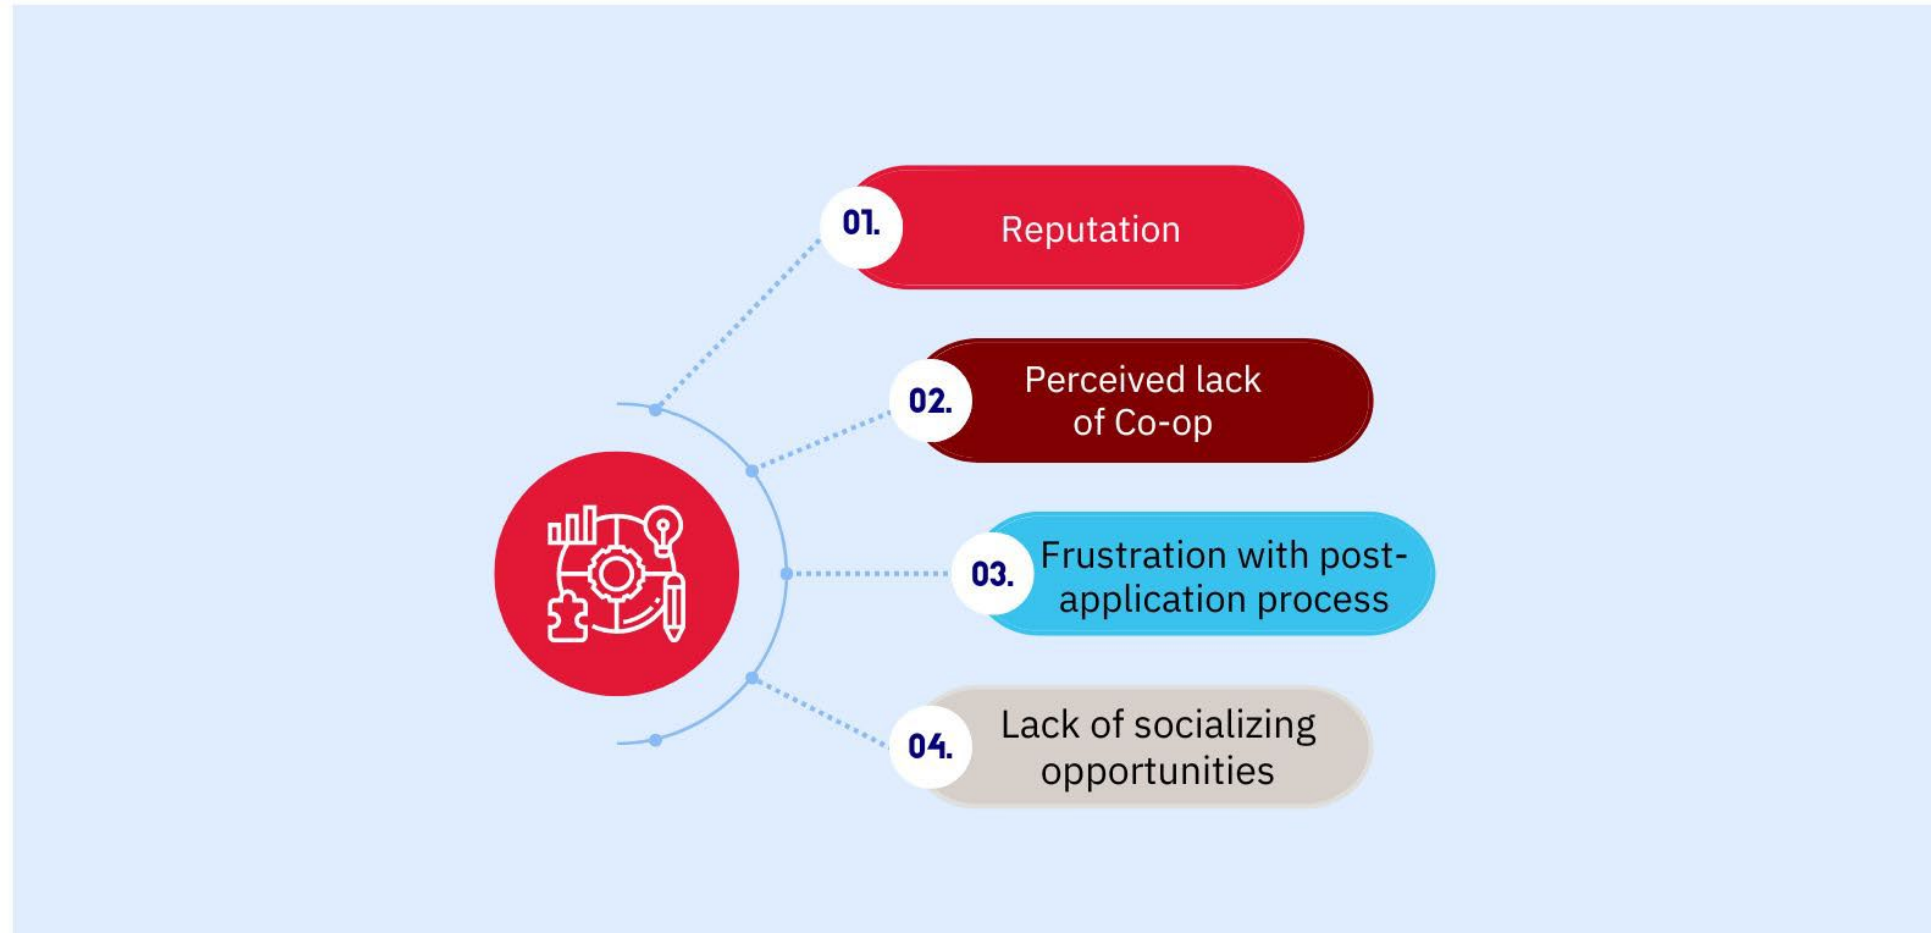 01.
Reputation
02.
Perceived lack
of Co-op
03.
Frustration with post-
application process
04.
Lack of socializing
opportunities